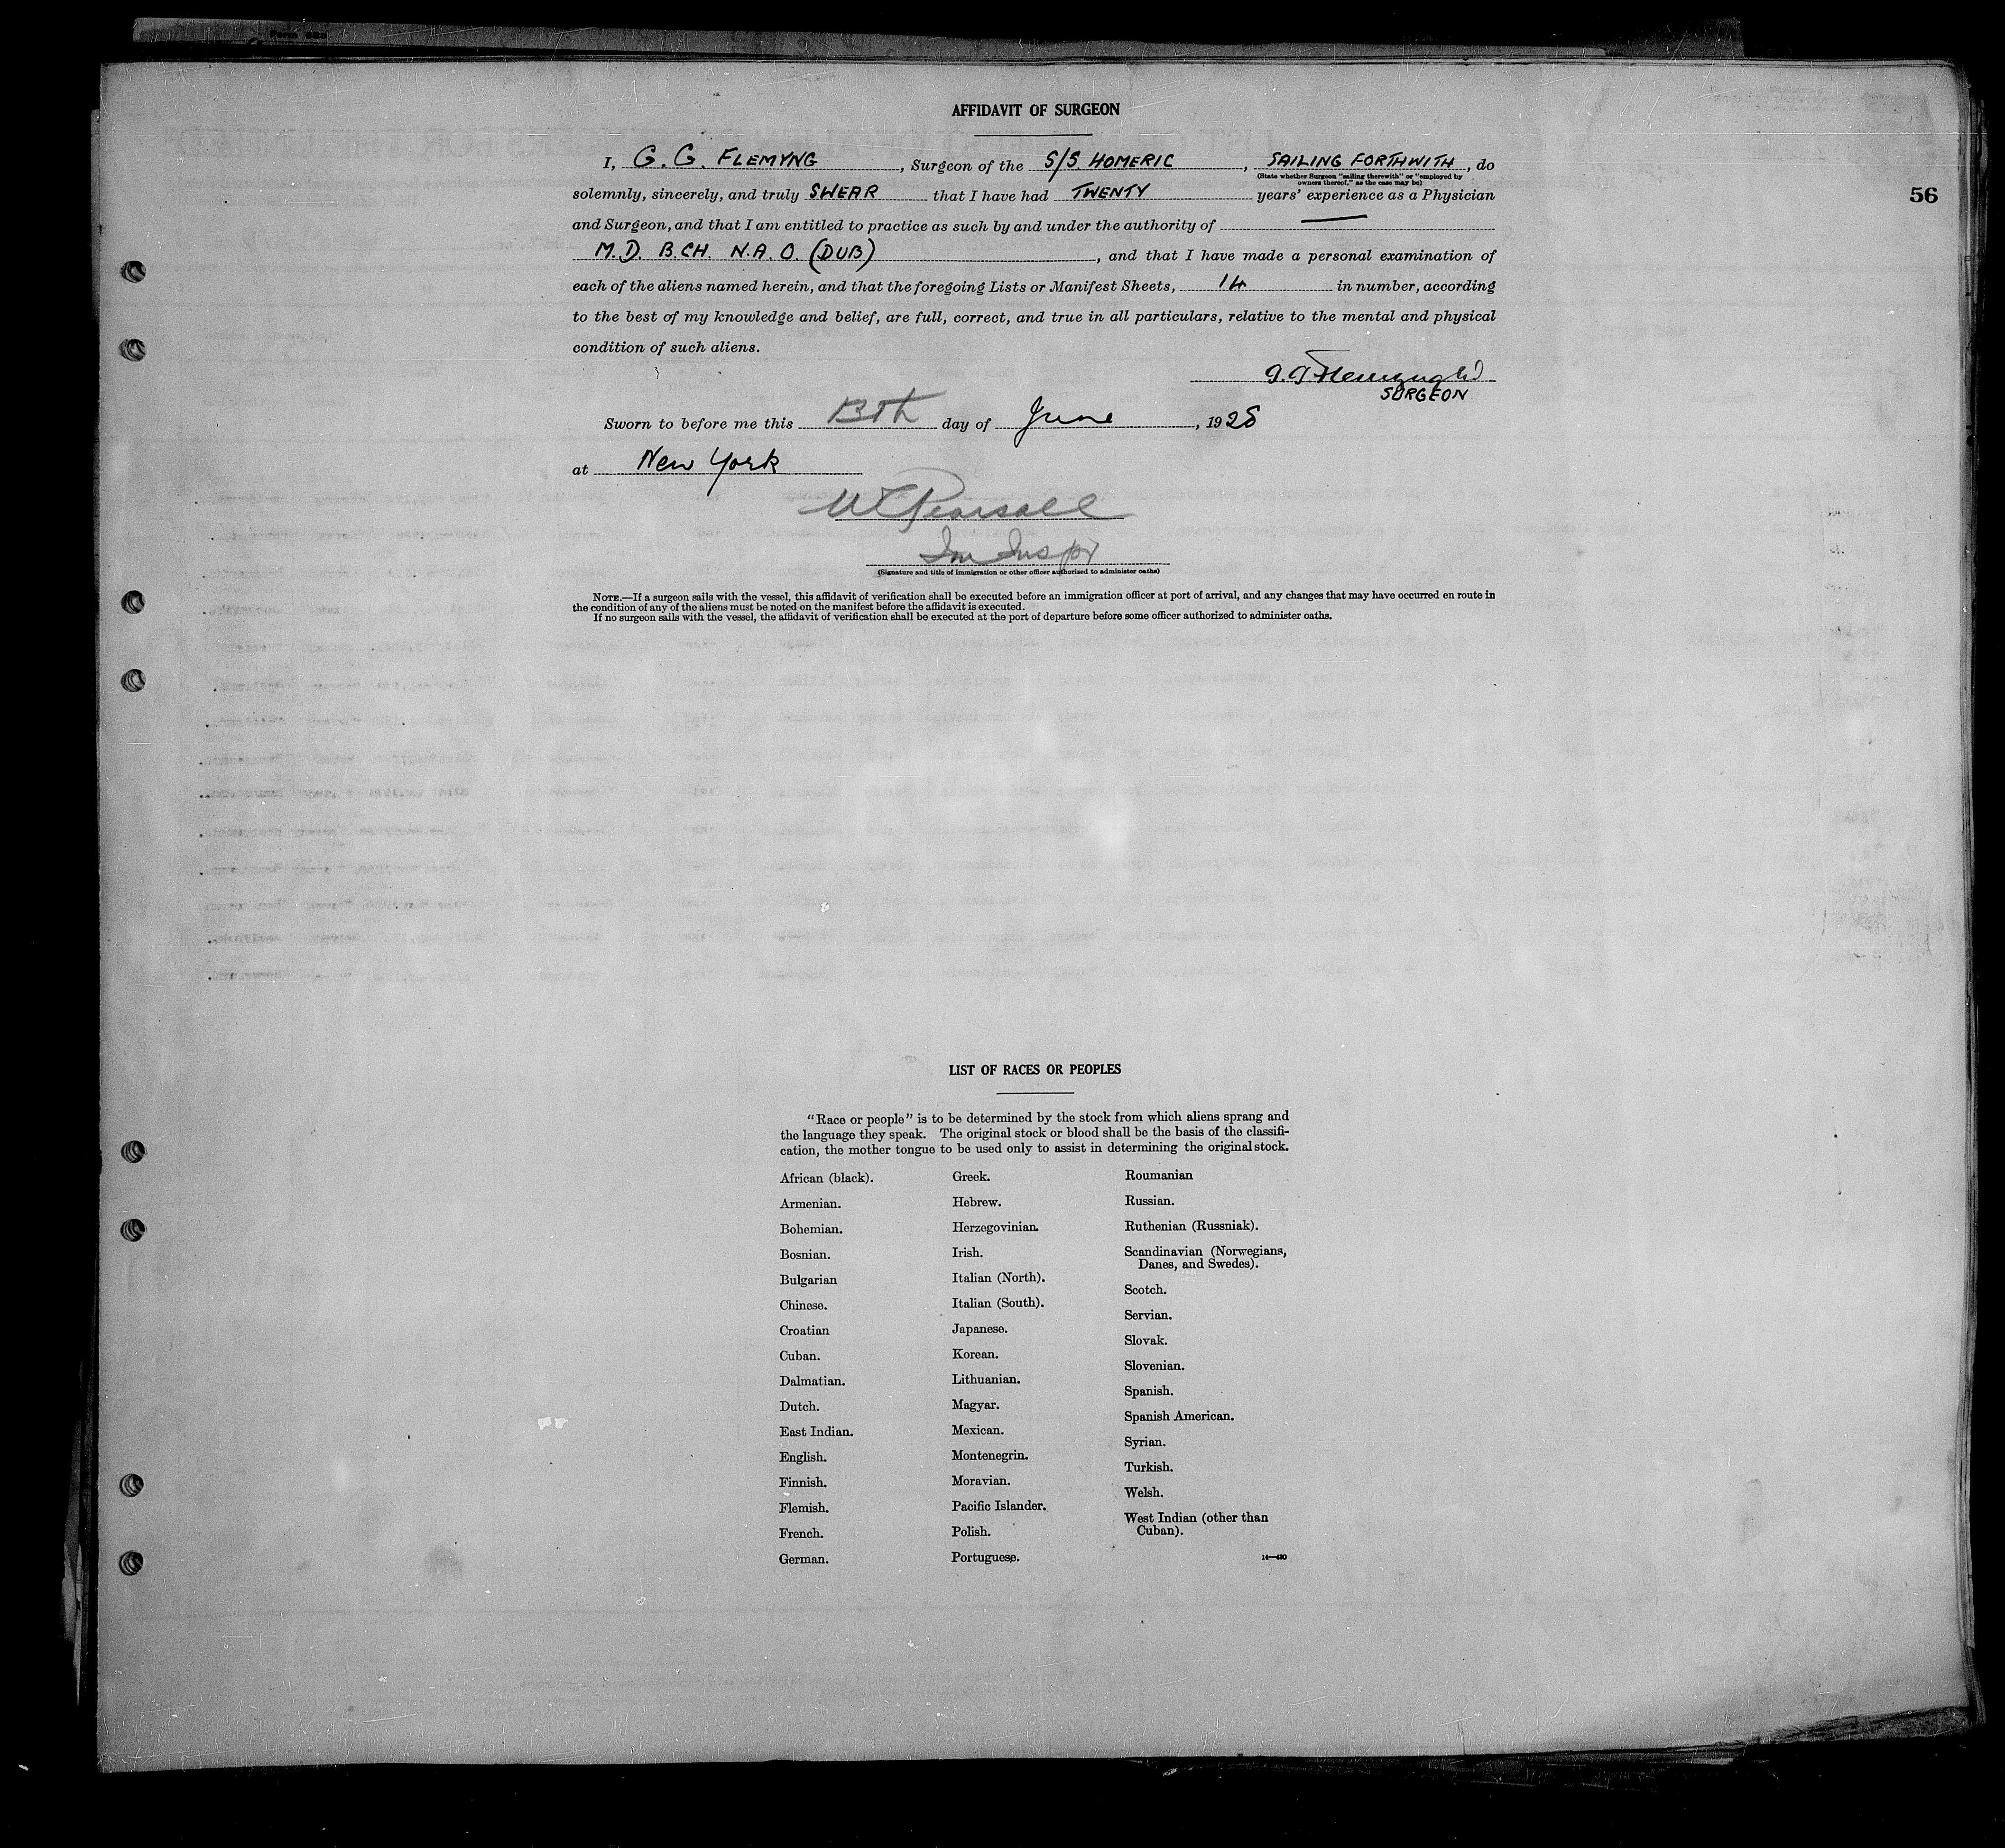 Form 680
AFFIDAVIT OF SURGEON
I, G. G. FLEMYNG, Surgeon of the S/S. HOMERIC, SAILING FORTHWITH, do
(State whether Surgeon "sailing therewith" or "employed by
owners thereof," as the case may be)
56
solemnly, sincerely, and truly SWEAR that I have had TWENTY years' experience as a Physician
and Surgeon, and that I am entitled to practice as such by and under the authority of —
M.D. B.CH. N.A.O. (DUB), and that I have made a personal examination of
each of the aliens named herein, and that the foregoing Lists or Manifest Sheets, 14 in number, according
to the best of my knowledge and belief, are full, correct, and true in all particulars, relative to the mental and physical
condition of such aliens.
G. G. Flemyng
SURGEON
Sworn to before me this 13th day of June, 1928
at New York
W Pearsall
Im Inspr
(Signature and title of immigration or other officer authorized to administer oaths)
NOTE.—If a surgeon sails with the vessel, this affidavit of verification shall be executed before an immigration officer at port of arrival, and any changes that may have occurred en route in
the condition of any of the aliens must be noted on the manifest before the affidavit is executed.
If no surgeon sails with the vessel, the affidavit of verification shall be executed at the port of departure before some officer authorized to administer oaths.
LIST OF RACES OR PEOPLES
"Race or people" is to be determined by the stock from which aliens sprang and
the language they speak. The original stock or blood shall be the basis of the classifi-
cation, the mother tongue to be used only to assist in determining the original stock.
African (black).
Armenian.
Bohemian.
Bosnian.
Bulgarian
Chinese.
Croatian
Cuban.
Dalmatian.
Dutch.
East Indian.
English.
Finnish.
Flemish.
French.
German.
Greek.
Hebrew.
Herzegovinian.
Irish.
Italian (North).
Italian (South).
Japanese.
Korean.
Lithuanian.
Magyar.
Mexican.
Montenegrin.
Moravian.
Pacific Islander.
Polish.
Portuguese.
Roumanian
Russian.
Ruthenian (Russniak).
Scandinavian (Norwegians,
Danes, and Swedes).
Scotch.
Servian.
Slovak.
Slovenian.
Spanish.
Spanish American.
Syrian.
Turkish.
Welsh.
West Indian (other than
Cuban).
14—430